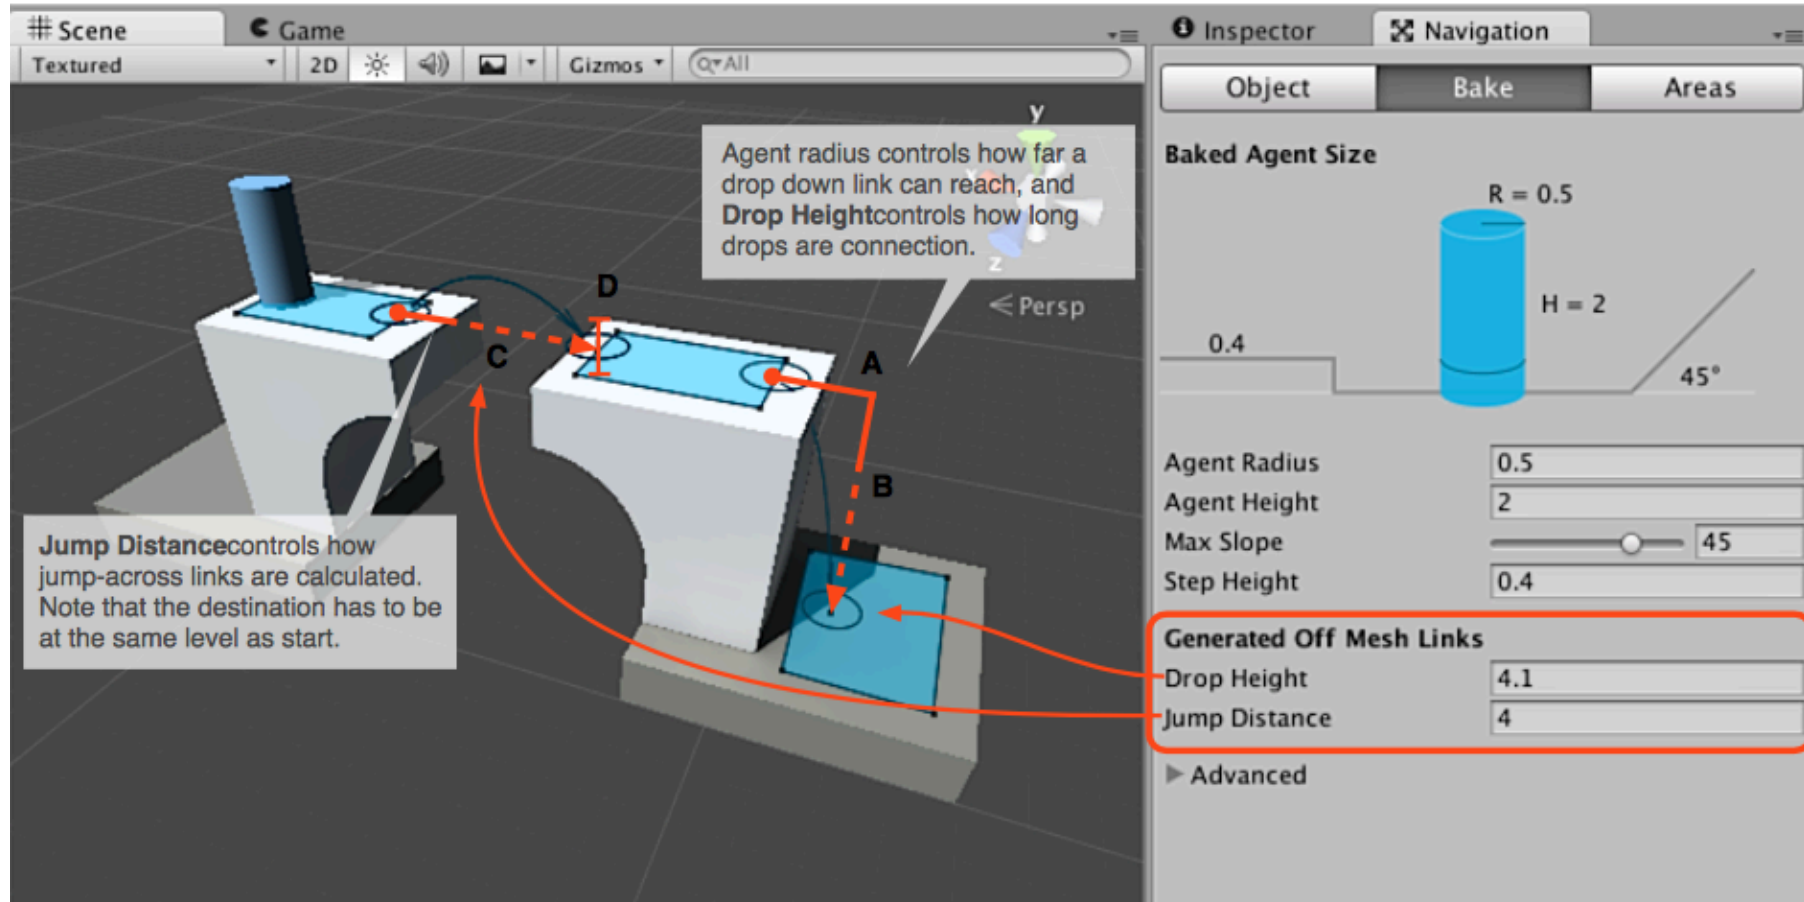 Scene
Game
Textured
2D
Gizmos
All
y
x
z
Persp
Agent radius controls how far a
drop down link can reach, and
Drop Heightcontrols how long
drops are connection.
D
C
A
B
Jump Distancecontrols how
jump-across links are calculated.
Note that the destination has to be
at the same level as start.
Inspector
Navigation
Object
Bake
Areas
Baked Agent Size
R = 0.5
H = 2
0.4
45°
Agent Radius 0.5
Agent Height 2
Max Slope 45
Step Height 0.4
Generated Off Mesh Links
Drop Height 4.1
Jump Distance 4
Advanced